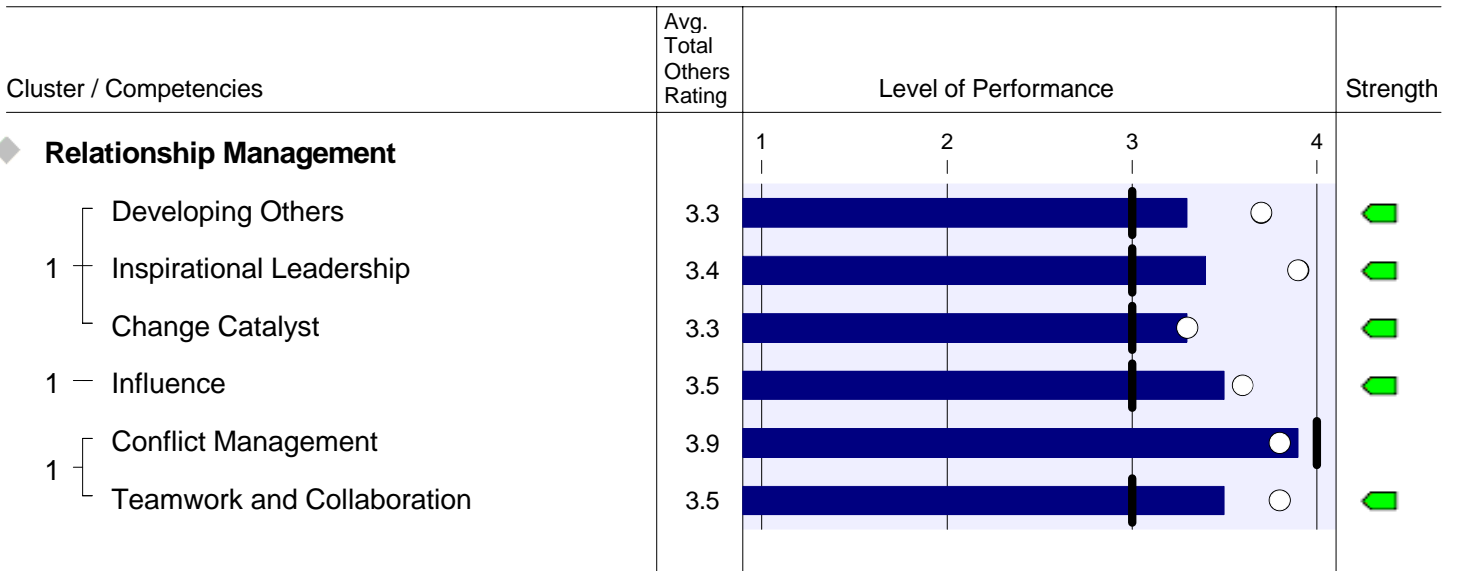 Avg.
Total
Others
Rating
Cluster / Competencies
Level of Performance
Strength
Relationship Management
1 2 3 4
Developing Others 3.3
1 Inspirational Leadership 3.4
Change Catalyst 3.3
1 Influence 3.5
Conflict Management 3.9
1
Teamwork and Collaboration 3.5